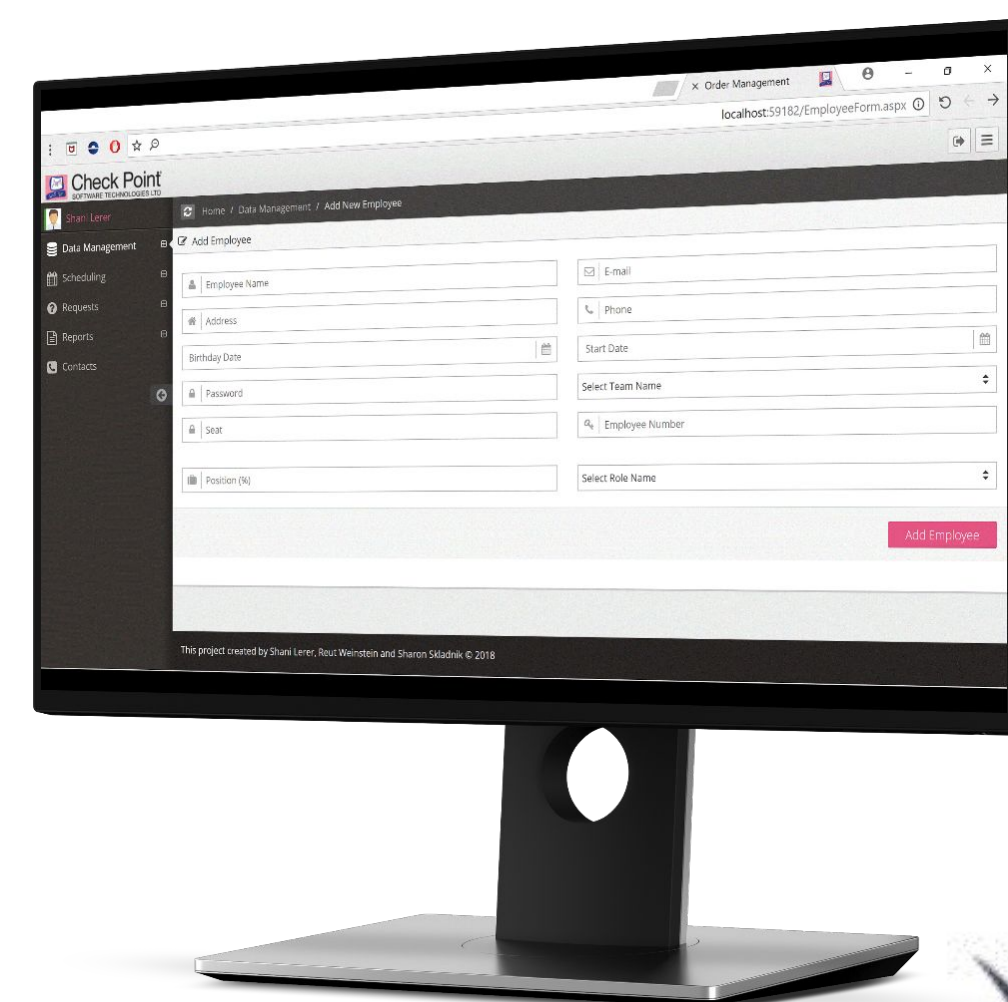 Order Management
localhost:59182/EmployeeForm.aspx
Check Point
SOFTWARE TECHNOLOGIES LTD
Shani Lerer
Home / Data Management / Add New Employee
Data Management
Scheduling
Requests
Reports
Contacts
Add Employee
Employee Name
E-mail
Address
Phone
Birthday Date
Start Date
Password
Select Team Name
Seat
Employee Number
Position (%)
Select Role Name
Add Employee
This project created by Shani Lerer, Reut Weinstein and Sharon Skladnik © 2018